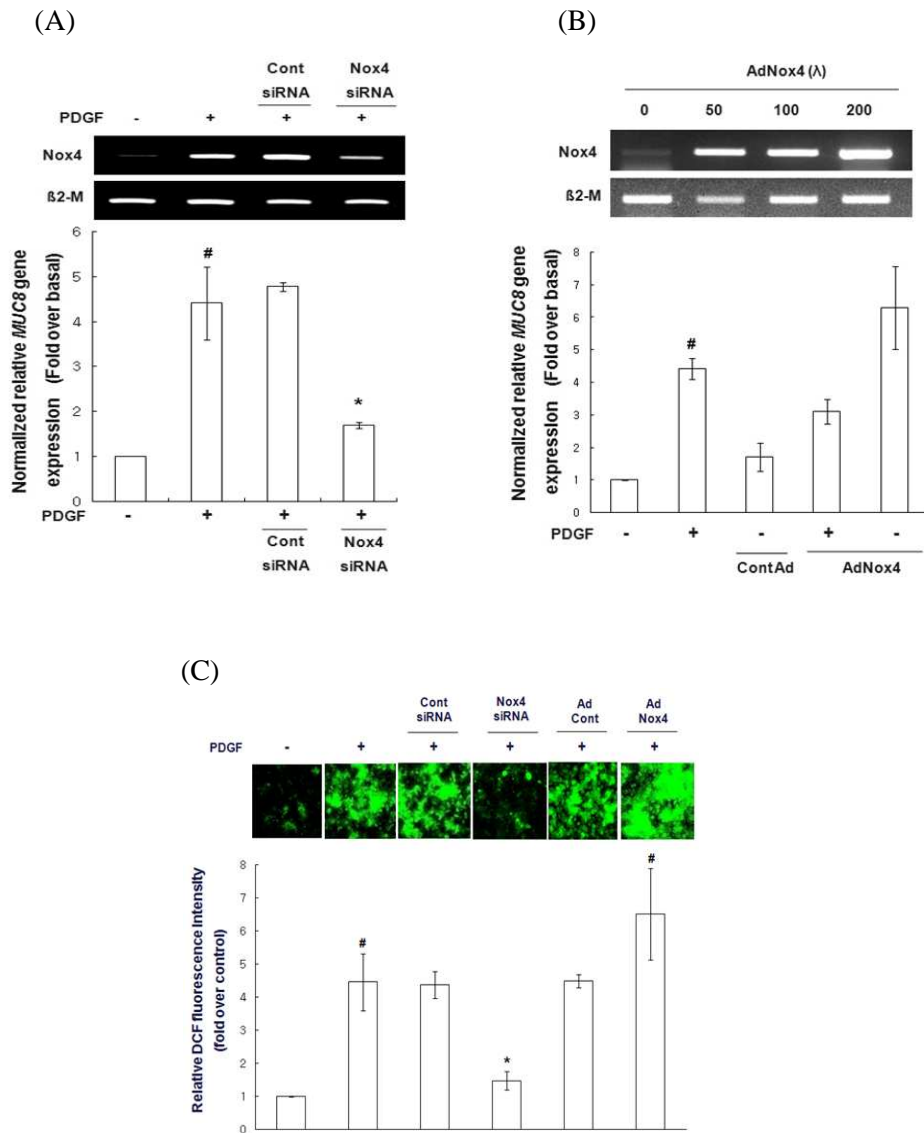 (A)
Cont siRNA
Nox4 siRNA
PDGF - + + +
Nox4
ß2-M
Normalized relative MUC8 gene
expression (Fold over basal)
6
5
4
3
2
1
0
PDGF - + + +
Cont siRNA
Nox4 siRNA
(B)
AdNox4 (λ)
0 50 100 200
Nox4
ß2-M
Normalized relative MUC8 gene
expression (Fold over basal)
8
7
6
5
4
3
2
1
0
#
*
#
PDGF - + - + -
ContAd AdNox4
(C)
Cont siRNA
Nox4 siRNA
Ad Cont
Ad Nox4
PDGF - + + + + +
Relative DCF fluorescence Intensity
(fold over control)
8
7
6
5
4
3
2
1
0
#
*
#